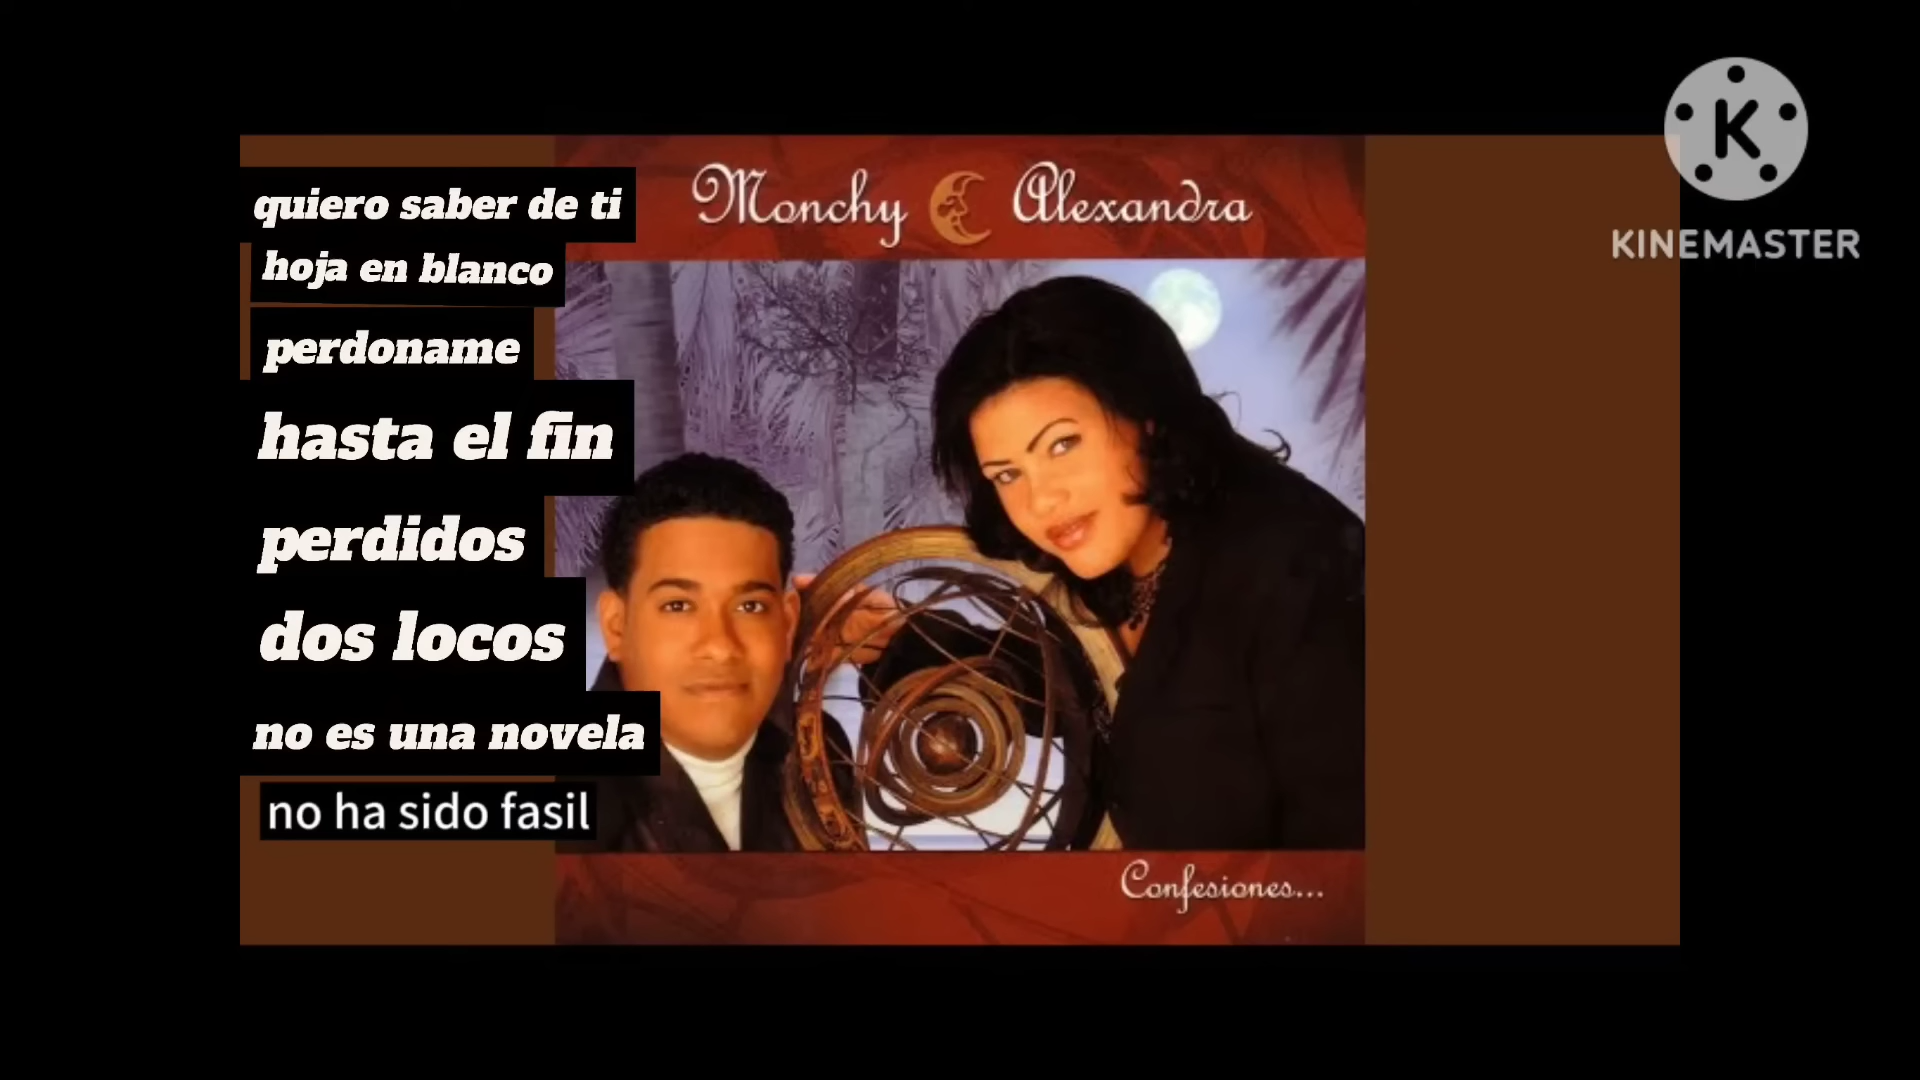 Monchy Alexandra
quiero saber de ti
hoja en blanco
perdoname
hasta el fin
perdidos
dos locos
no es una novela
no ha sido fasil
Confesiones...
K
KINEMASTER